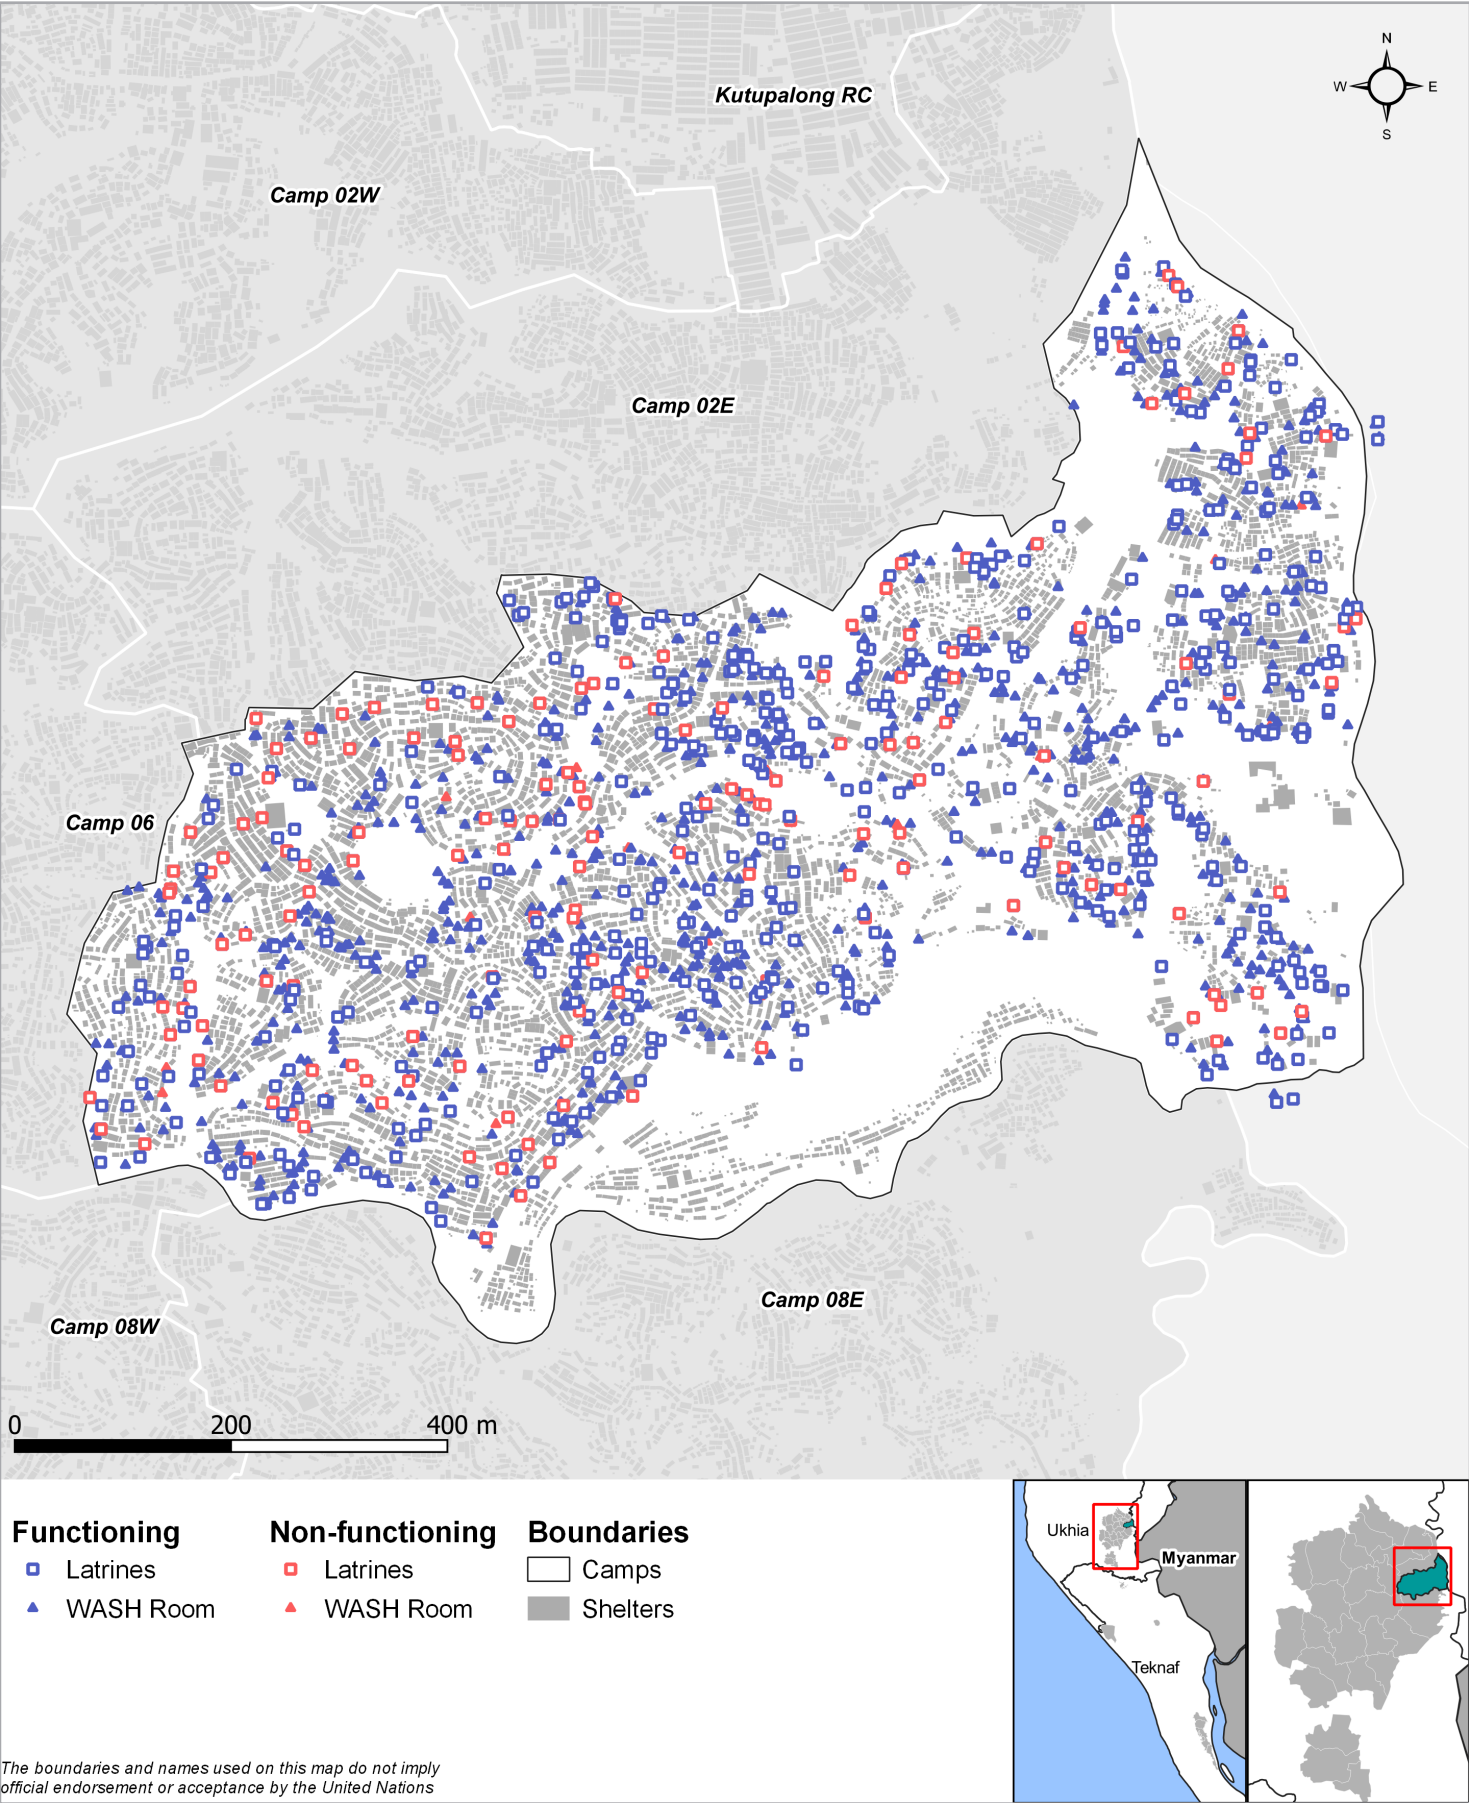 N
W E
S
Kutupalong RC
Camp 02W
Camp 02E
Camp 06
Camp 08E
Camp 08W
0 200 400 m
Functioning Non-functioning Boundaries
Latrines Latrines Camps
WASH Room WASH Room Shelters
Ukhia
Myanmar
Teknaf
The boundaries and names used on this map do not imply
official endorsement or acceptance by the United Nations